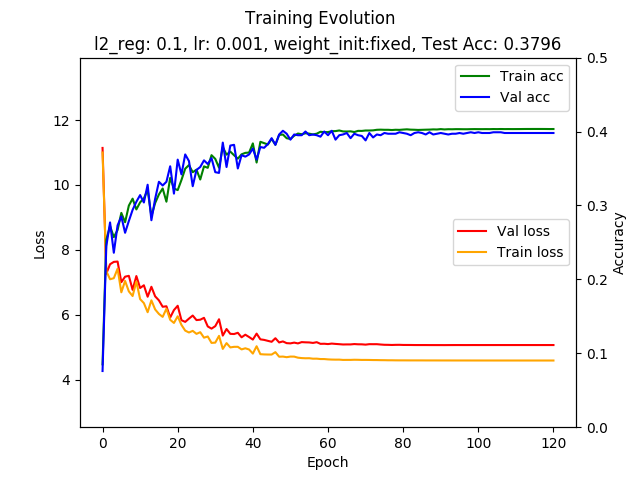 Training Evolution
l2_reg: 0.1, lr: 0.001, weight_init:fixed, Test Acc: 0.3796
Train acc
Val acc
Val loss
Train loss
Loss
12
10
8
6
4
Accuracy
0.5
0.4
0.3
0.2
0.1
0.0
0 20 40 60 80 100 120
Epoch